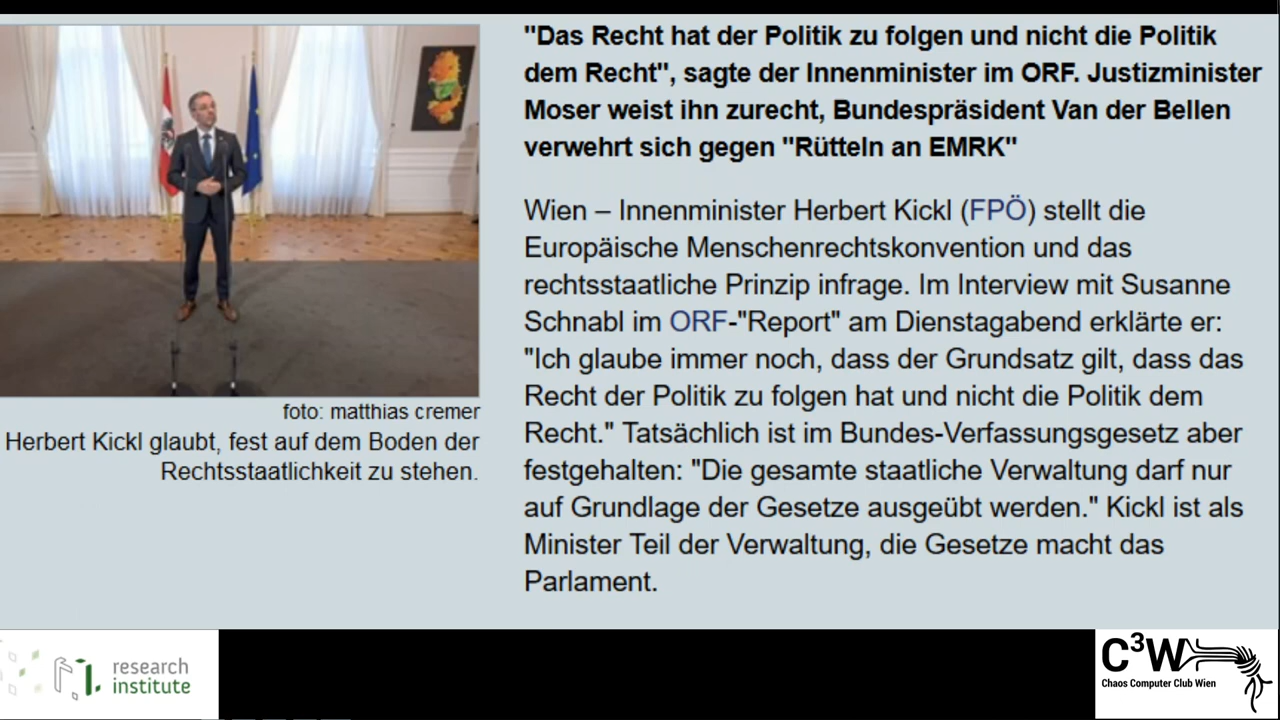 "Das Recht hat der Politik zu folgen und nicht die Politik
dem Recht", sagte der Innenminister im ORF. Justizminister
Moser weist ihn zurecht, Bundespräsident Van der Bellen
verwehrt sich gegen "Rütteln an EMRK"
Wien – Innenminister Herbert Kickl (FPÖ) stellt die
Europäische Menschenrechtskonvention und das
rechtsstaatliche Prinzip infrage. Im Interview mit Susanne
Schnabl im ORF-"Report" am Dienstagabend erklärte er:
"Ich glaube immer noch, dass der Grundsatz gilt, dass das
Recht der Politik zu folgen hat und nicht die Politik dem
Recht." Tatsächlich ist im Bundes-Verfassungsgesetz aber
festgehalten: "Die gesamte staatliche Verwaltung darf nur
auf Grundlage der Gesetze ausgeübt werden." Kickl ist als
Minister Teil der Verwaltung, die Gesetze macht das
Parlament.
foto: matthias cremer
Herbert Kickl glaubt, fest auf dem Boden der
Rechtsstaatlichkeit zu stehen.
research
institute
C³W
Chaos Computer Club Wien